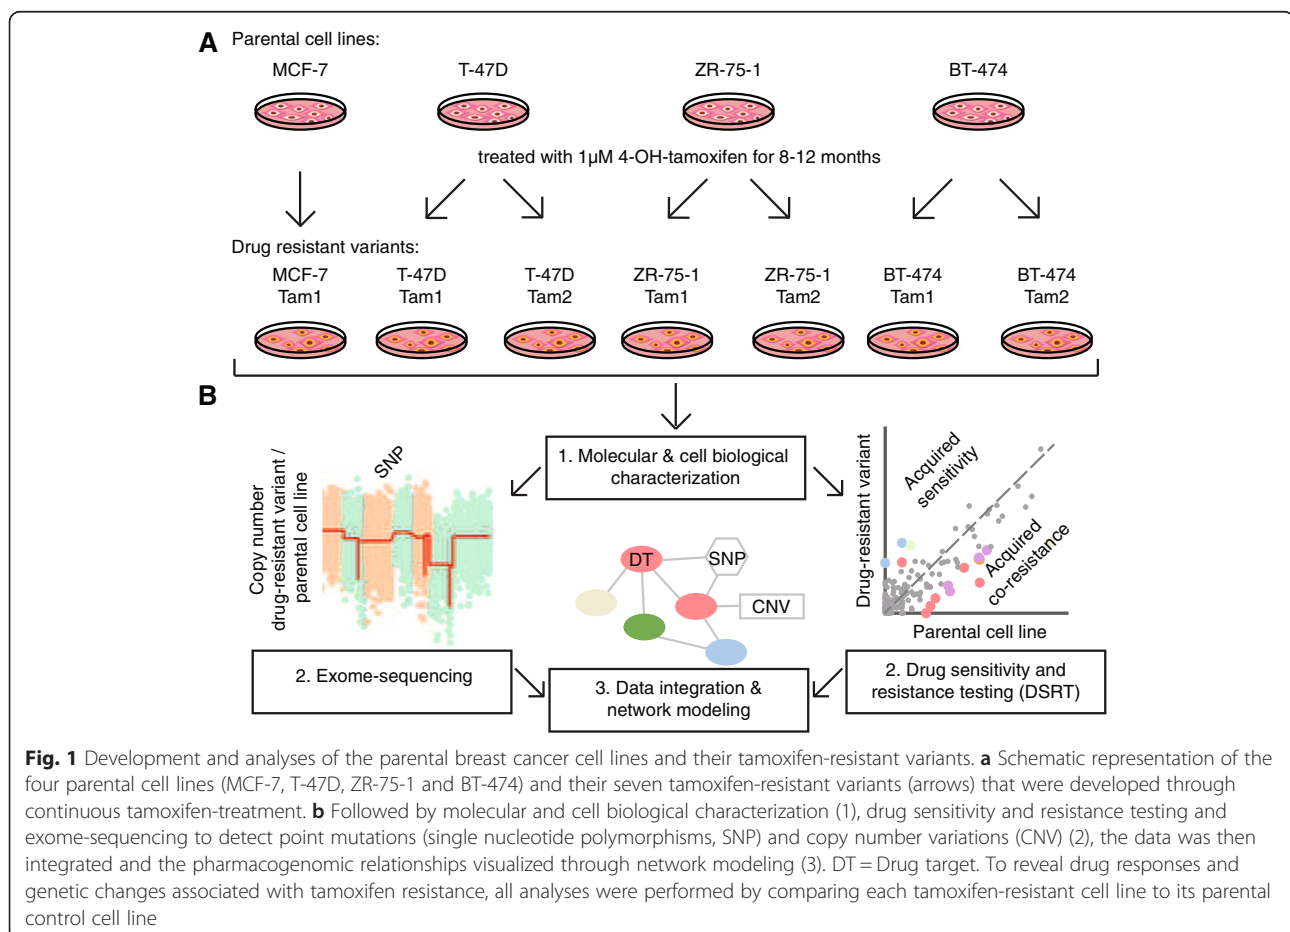 A Parental cell lines:
MCF-7 T-47D ZR-75-1 BT-474
treated with 1µM 4-OH-tamoxifen for 8-12 months
Drug resistant variants:
MCF-7 T-47D T-47D ZR-75-1 ZR-75-1 BT-474 BT-474
Tam1 Tam1 Tam2 Tam1 Tam2 Tam1 Tam2
B
Copy number
drug-resistant variant /
parental cell line
SNP
1. Molecular & cell biological
characterization
Drug-resistant variant
Acquired
sensitivity
Acquired
co-resistance
Parental cell line
DT
SNP
CNV
2. Exome-sequencing
3. Data integration &
network modeling
2. Drug sensitivity and
resistance testing (DSRT)
Fig. 1 Development and analyses of the parental breast cancer cell lines and their tamoxifen-resistant variants. a Schematic representation of the
four parental cell lines (MCF-7, T-47D, ZR-75-1 and BT-474) and their seven tamoxifen-resistant variants (arrows) that were developed through
continuous tamoxifen-treatment. b Followed by molecular and cell biological characterization (1), drug sensitivity and resistance testing and
exome-sequencing to detect point mutations (single nucleotide polymorphisms, SNP) and copy number variations (CNV) (2), the data was then
integrated and the pharmacogenomic relationships visualized through network modeling (3). DT = Drug target. To reveal drug responses and
genetic changes associated with tamoxifen resistance, all analyses were performed by comparing each tamoxifen-resistant cell line to its parental
control cell line